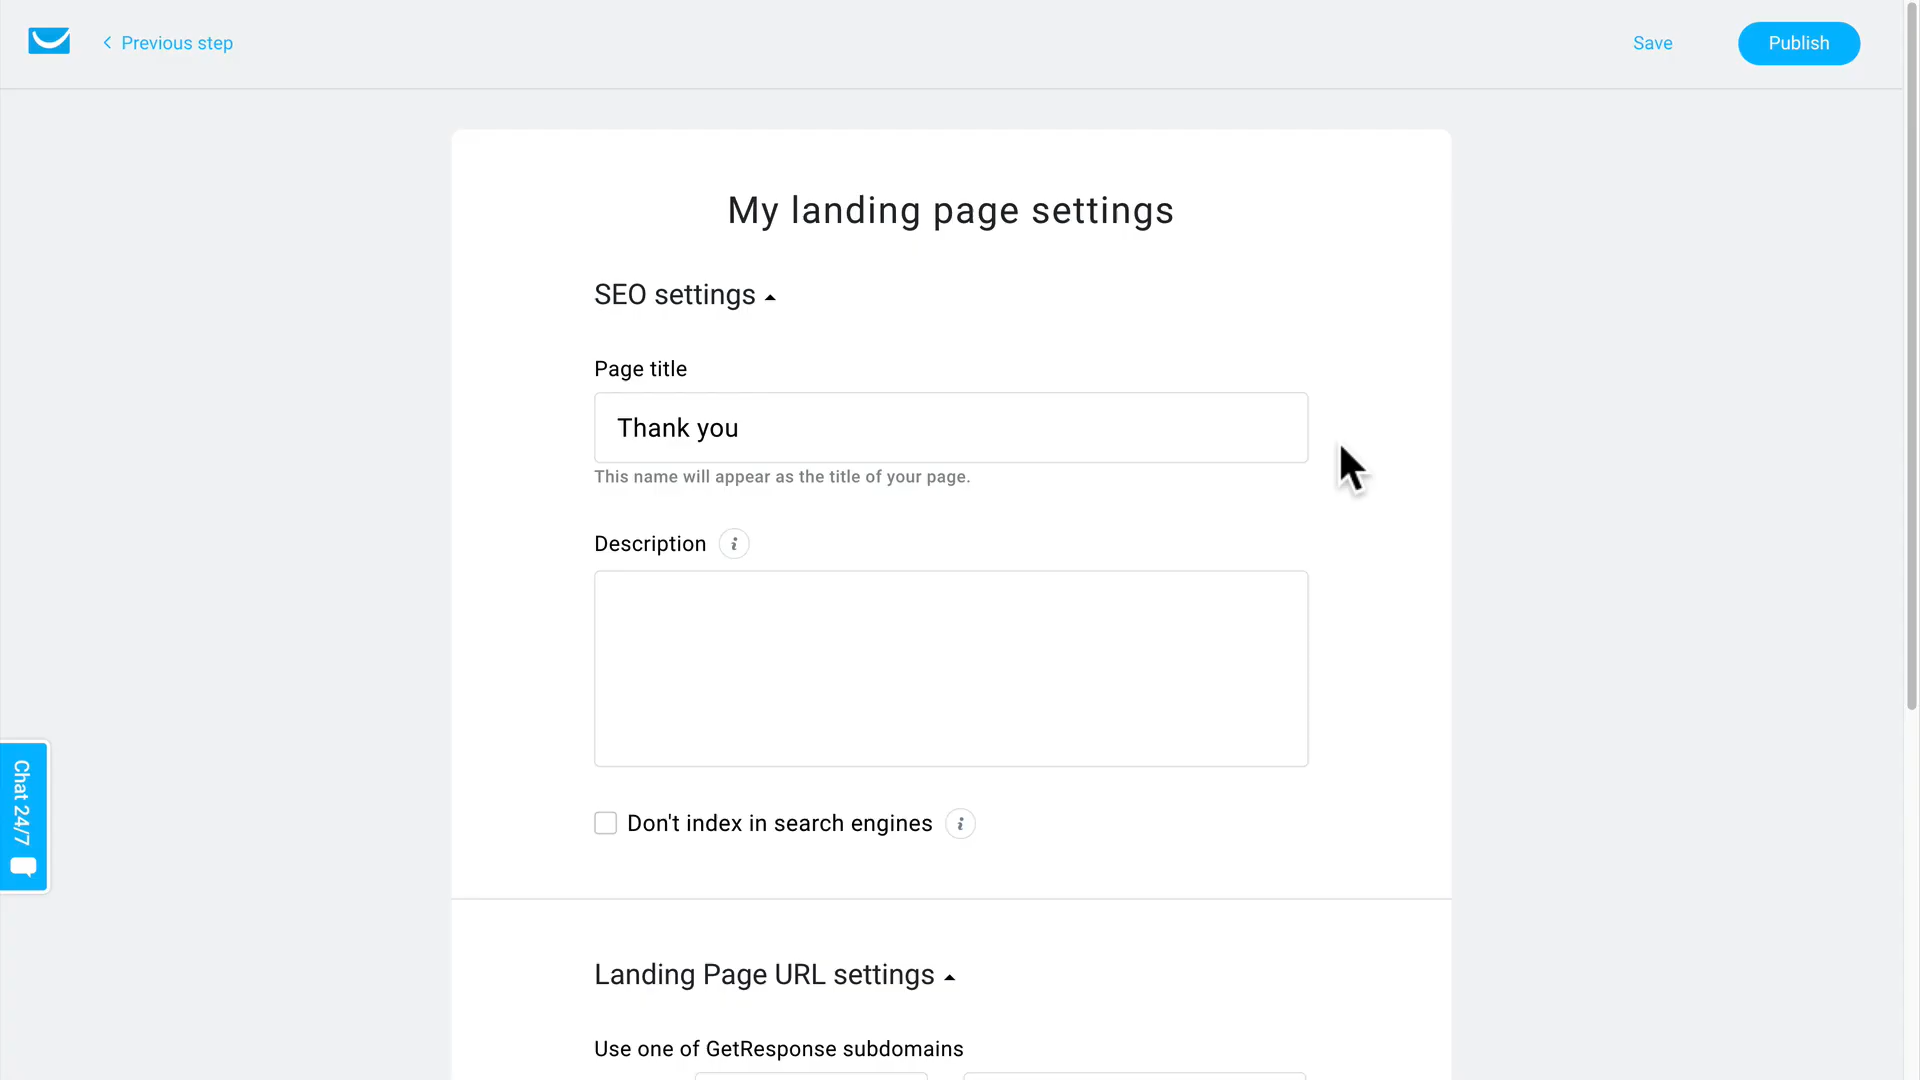 Previous step
Save
Publish
My landing page settings
SEO settings
Page title
Thank you
This name will appear as the title of your page.
Description
Don't index in search engines
Chat 24/7
Landing Page URL settings
Use one of GetResponse subdomains